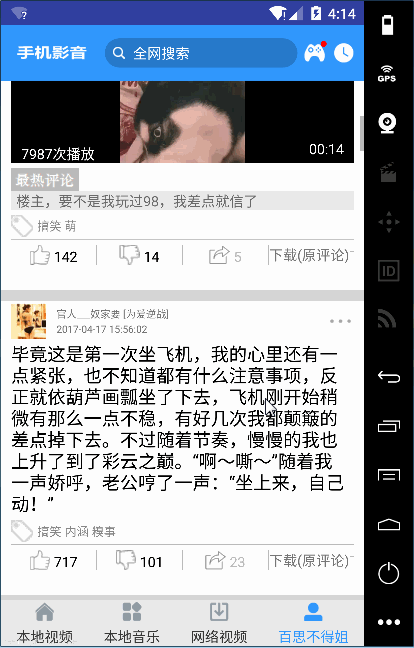 4:14
手机影音
全网搜索
7987次播放
00:14
最热评论
楼主，要不是我玩过98，我差点就信了
搞笑 萌
142
14
5
下载(原评论)
官人__奴家要 [为爱逆战]
2017-04-17 15:56:02
毕竟这是第一次坐飞机，我的心里还有一
点紧张，也不知道都有什么注意事项，反
正就依葫芦画瓢坐了下去，飞机刚开始稍
微有那么一点不稳，有好几次我都颠簸的
差点掉下去。不过随着节奏，慢慢的我也
上升了到了彩云之巅。“啊～嘶～”随着我
一声娇呼，老公哼了一声：“坐上来，自己
动！”
搞笑 内涵 糗事
717
101
23
下载(原评论)
本地视频
本地音乐
网络视频
百思不得姐
GPS
ID